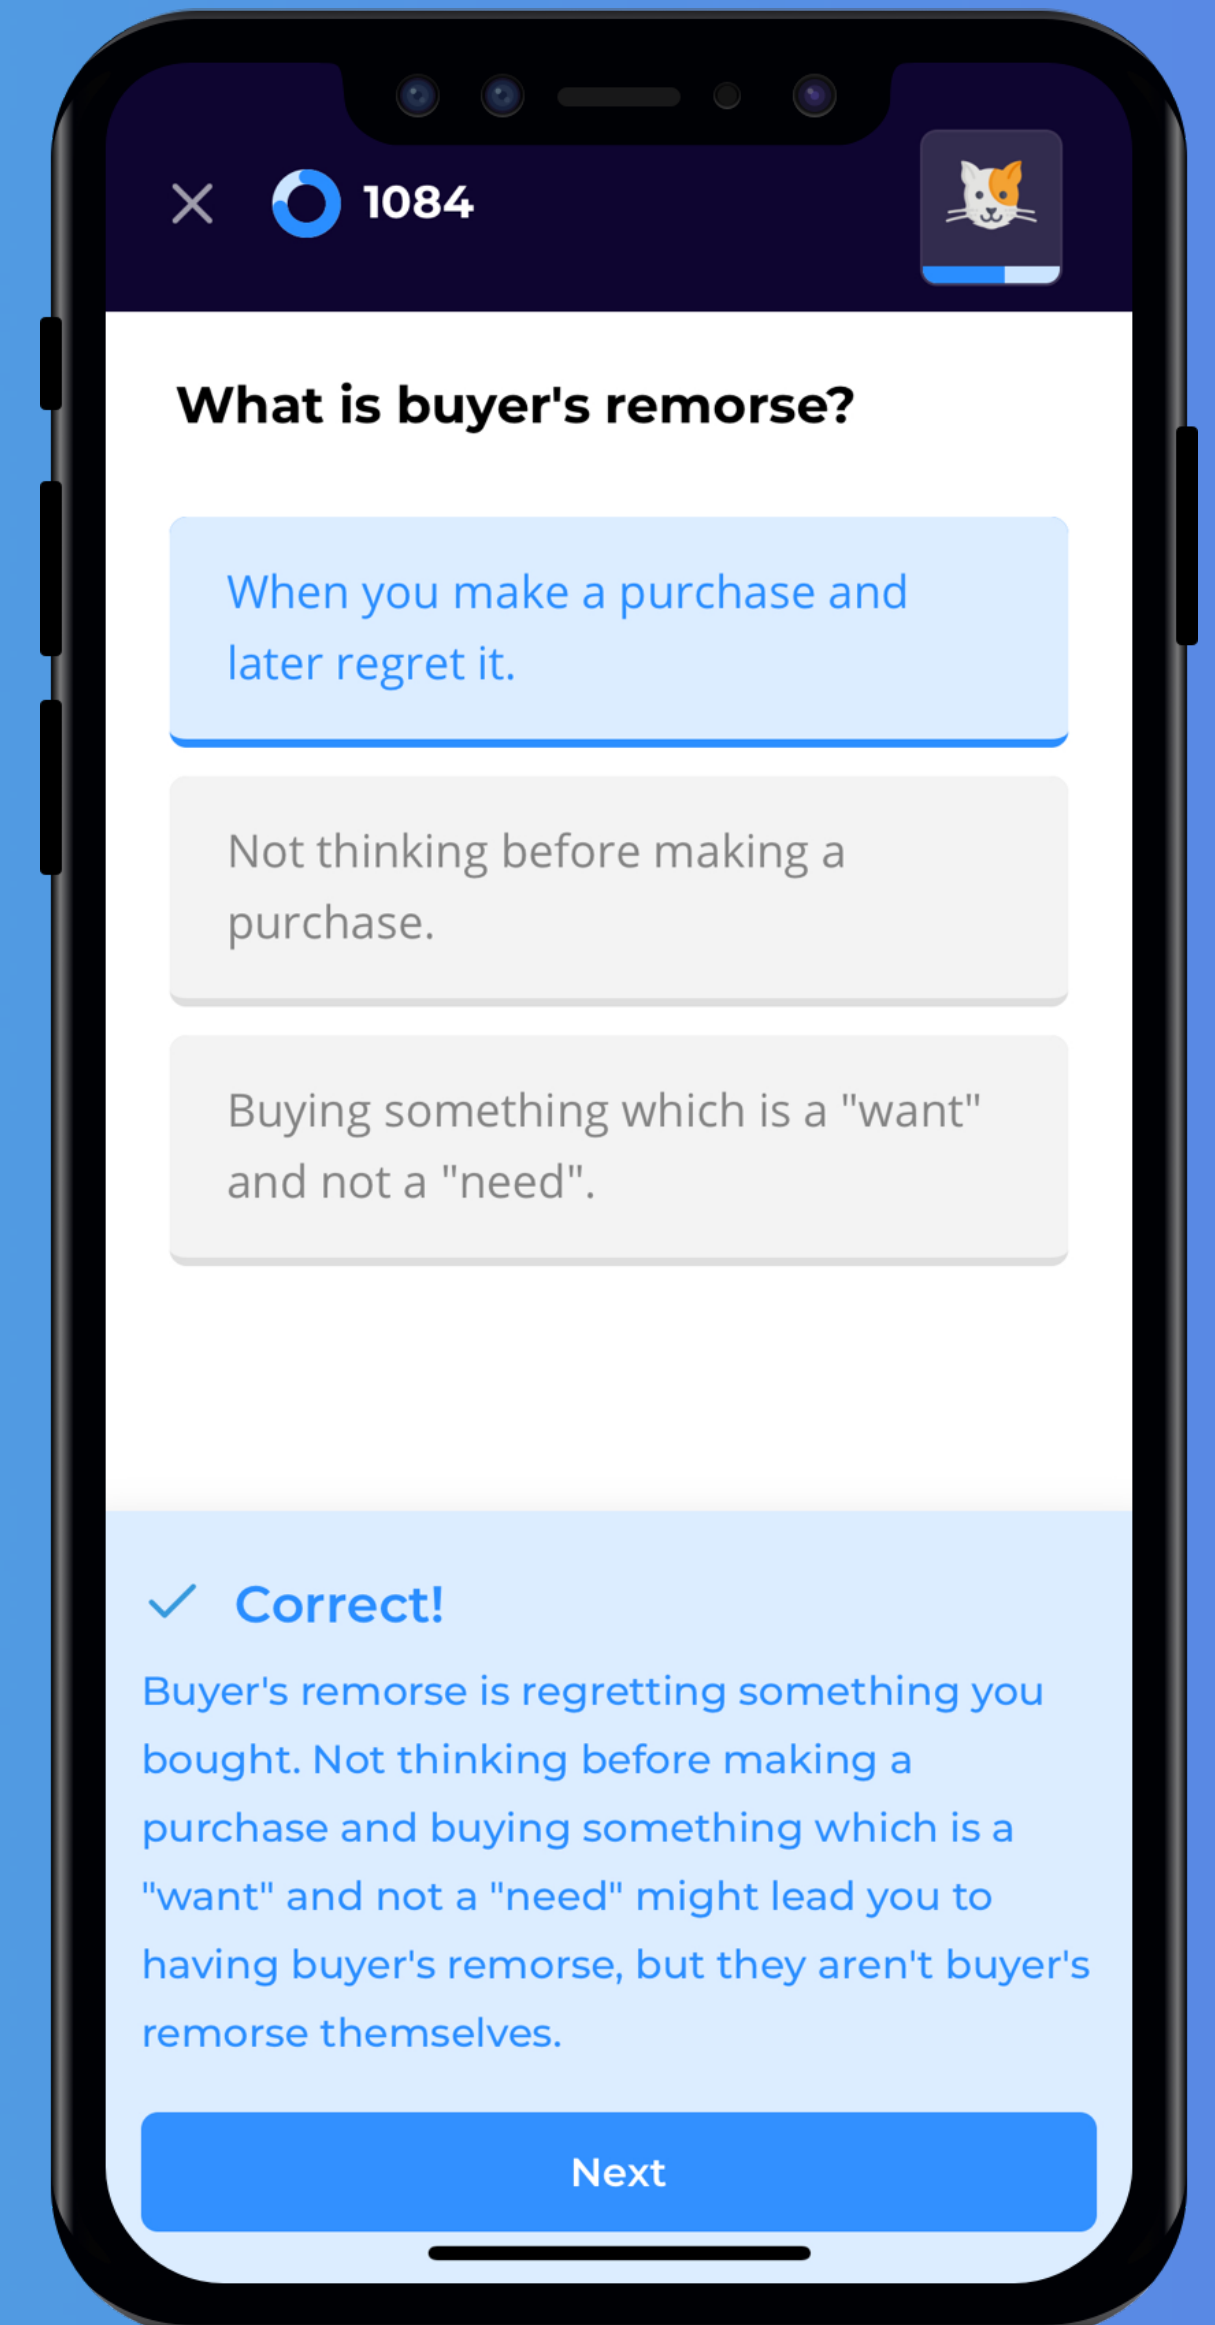 1084
What is buyer's remorse?
When you make a purchase and
later regret it.
Not thinking before making a
purchase.
Buying something which is a "want"
and not a "need".
Correct!
Buyer's remorse is regretting something you
bought. Not thinking before making a
purchase and buying something which is a
"want" and not a "need" might lead you to
having buyer's remorse, but they aren't buyer's
remorse themselves.
Next